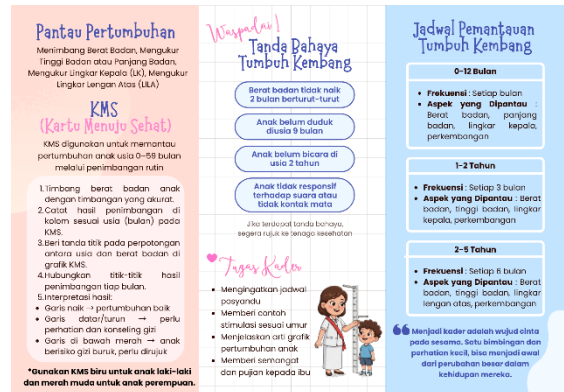 Pantau Pertumbuhan
Menimbang Berat Badan, Mengukur
Tinggi Badan atau Panjang Badan,
Mengukur Lingkar Kepala (LK), Mengukur
Lingkar Lengan Atas (LILA)
KMS
(Kartu Menuju Sehat)
KMS digunakan untuk memantau
pertumbuhan anak usia 0–59 bulan
melalui penimbangan rutin
1. Timbang berat badan anak
dengan timbangan yang akurat.
2. Catat hasil penimbangan di
kolom sesuai usia (bulan) pada
KMS.
3. Beri tanda titik pada perpotongan
antara usia dan berat badan di
grafik KMS.
4. Hubungkan titik-titik hasil
penimbangan tiap bulan.
5. Interpretasi hasil:
• Garis naik → pertumbuhan baik
• Garis datar/turun → perlu
perhatian dan konseling gizi
• Garis di bawah merah → anak
berisiko gizi buruk, perlu dirujuk
*Gunakan KMS biru untuk anak laki-laki
dan merah muda untuk anak perempuan.
Waspadai!
Tanda Bahaya
Tumbuh Kembang
Berat badan tidak naik
2 bulan berturut-turut
Anak belum duduk
diusia 9 bulan
Anak belum bicara di
usia 2 tahun
Anak tidak responsif
terhadap suara atau
tidak kontak mata
Jika terdapat tanda bahaya,
segera rujuk ke tenaga kesehatan
Tugas Kader
• Mengingatkan jadwal
posyandu
• Memberi contoh
stimulasi sesuai umur
• Menjelaskan arti grafik
pertumbuhan anak
• Memberi semangat
dan pujian kepada ibu
Jadwal Pemantauan
Tumbuh Kembang
0-12 Bulan
• Frekuensi : Setiap bulan
• Aspek yang Dipantau :
Berat badan, panjang
badan, lingkar kepala,
perkembangan
1-2 Tahun
• Frekuensi : Setiap 3 bulan
• Aspek yang Dipantau : Berat
badan, tinggi badan, lingkar
kepala, perkembangan
2-5 Tahun
• Frekuensi : Setiap 6 bulan
• Aspek yang Dipantau : Berat
badan, tinggi badan, lingkar
lengan atas, perkembangan
“ Menjadi kader adalah wujud cinta
pada sesama. Satu bimbingan dan
perhatian kecil, bisa menjadi awal
dari perubahan besar dalam
kehidupan mereka.